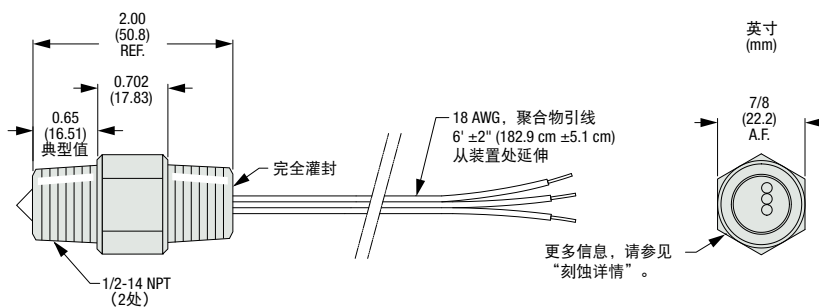 2.00
(50.8)
REF.
0.702
(17.83)
0.65
(16.51)
典型值
18 AWG，聚合物引线
6' ±2" (182.9 cm ±5.1 cm)
从装置处延伸
完全灌封
1/2-14 NPT
（2处）
英寸
(mm)
7/8
(22.2)
A.F.
更多信息，请参见
“刻蚀详情”。